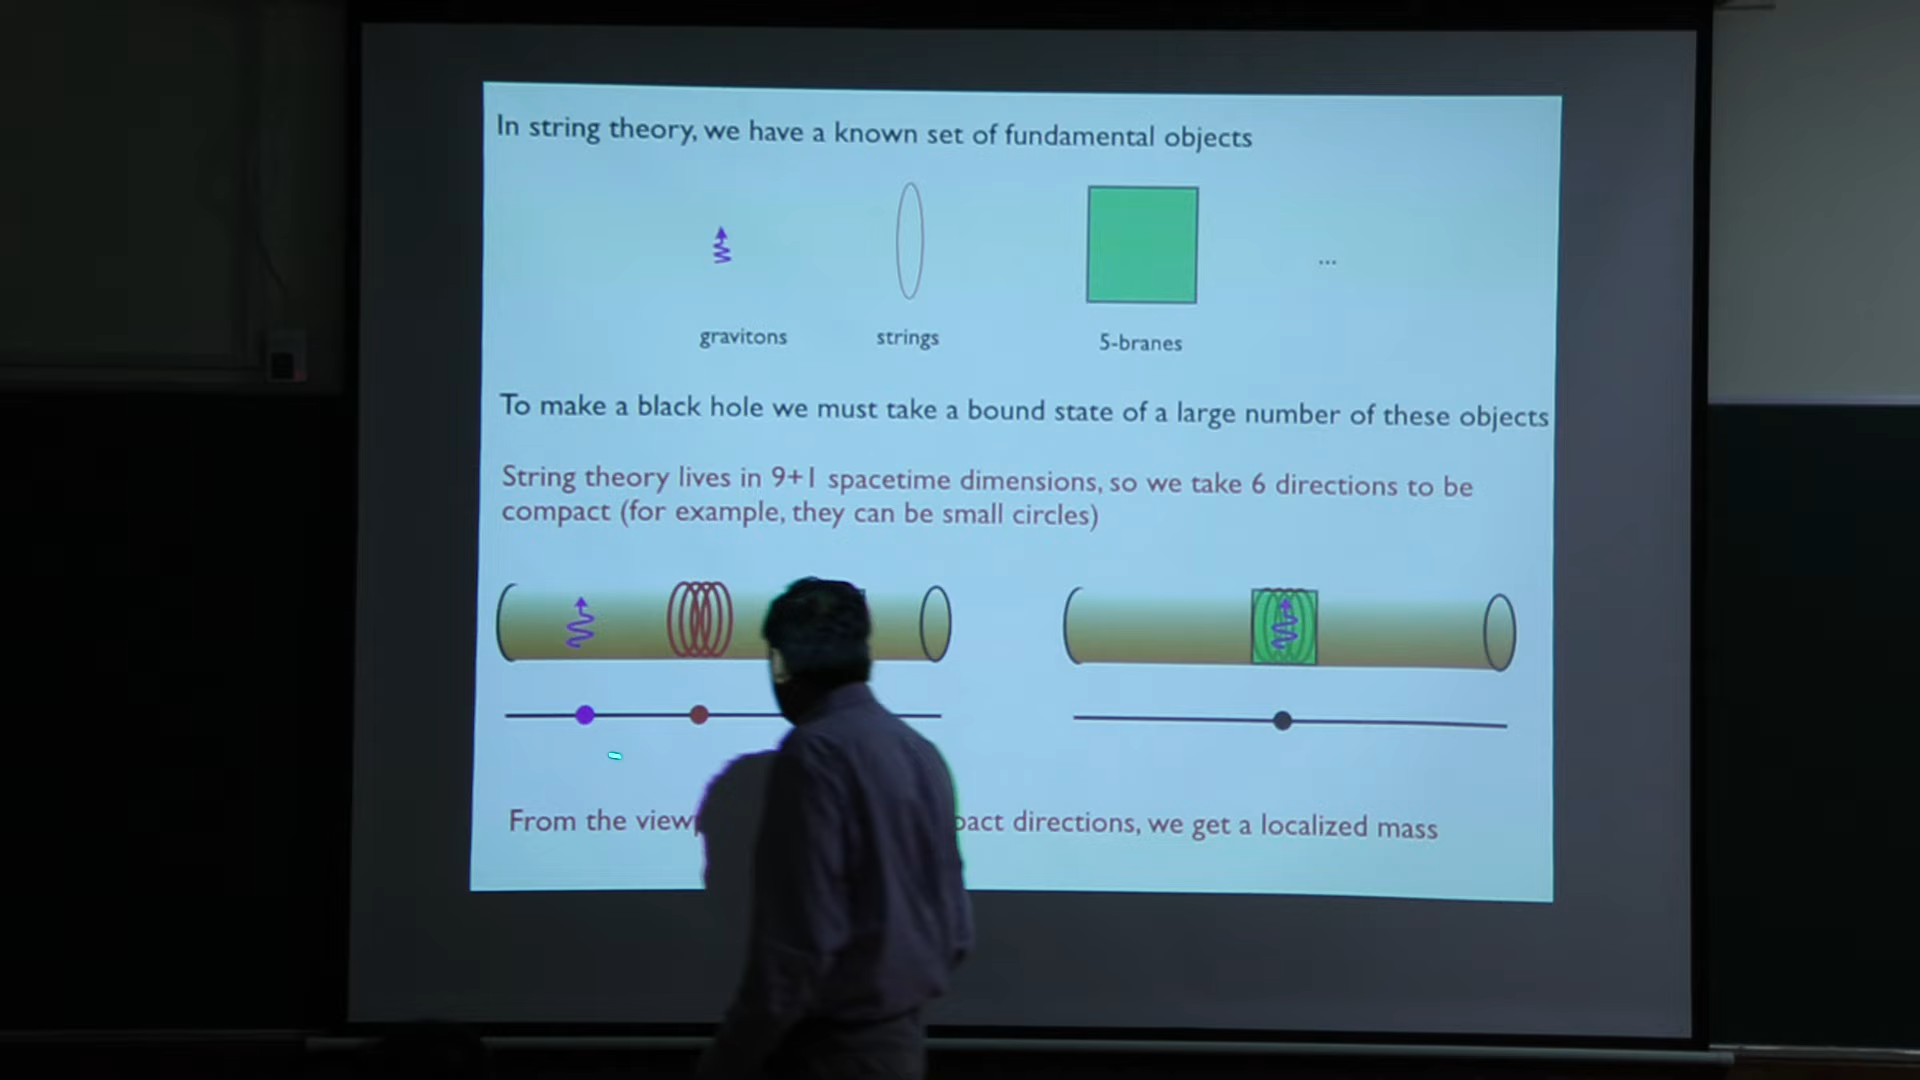 In string theory, we have a known set of fundamental objects
...
gravitons strings 5-branes
To make a black hole we must take a bound state of a large number of these objects
String theory lives in 9+1 spacetime dimensions, so we take 6 directions to be
compact (for example, they can be small circles)
From the directions, we get a localized mass